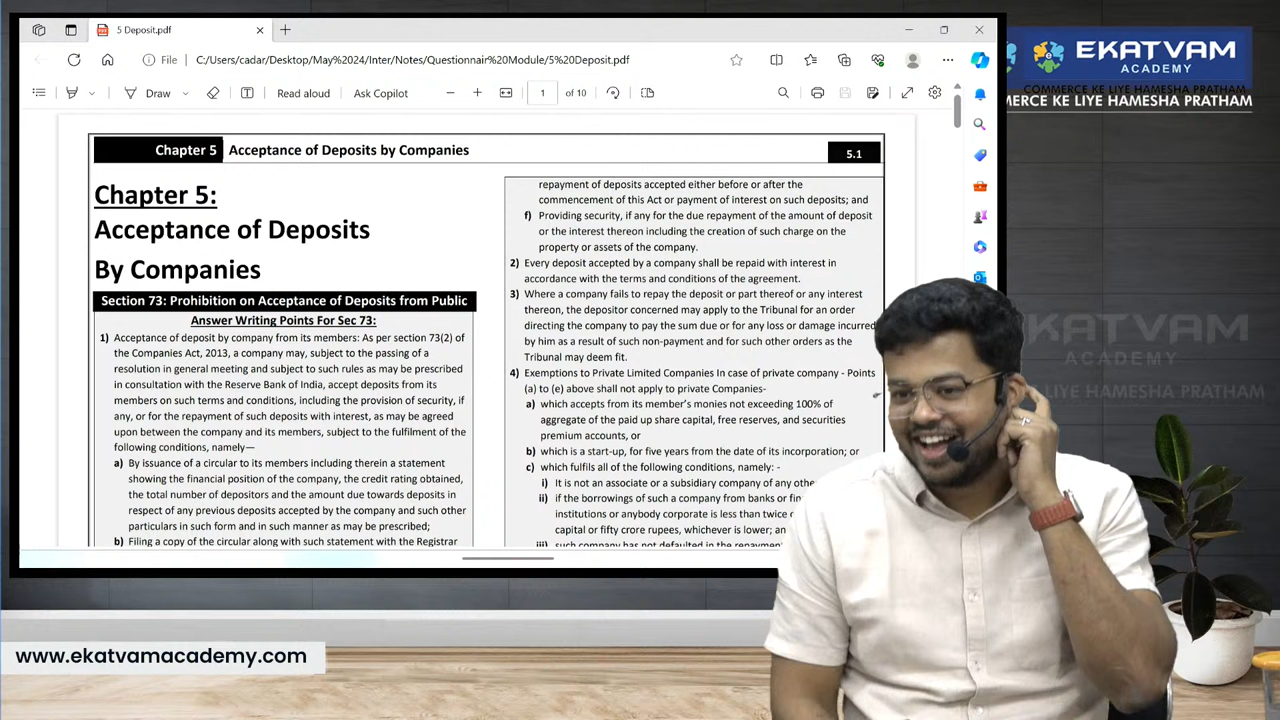 5 Deposit.pdf
File
C:/Users/cadar/Desktop/May%2024/Inter/Notes/Questionnair%20Module/5%20Deposit.pdf
Draw
Read aloud
Ask Copilot
1
of 10
EKATVAM
ACADEMY
COMMERCE KE LIYE HAMESHA PRATHAM
MERCE KE LIYE HAMESHA PRATHAM
Chapter 5
Acceptance of Deposits by Companies
5.1
Chapter 5:
Acceptance of Deposits
By Companies
Section 73: Prohibition on Acceptance of Deposits from Public
Answer Writing Points For Sec 73:
1) Acceptance of deposit by company from its members: As per section 73(2) of
the Companies Act, 2013, a company may, subject to the passing of a
resolution in general meeting and subject to such rules as may be prescribed
in consultation with the Reserve Bank of India, accept deposits from its
members on such terms and conditions, including the provision of security, if
any, or for the repayment of such deposits with interest, as may be agreed
upon between the company and its members, subject to the fulfilment of the
following conditions, namely—
a) By issuance of a circular to its members including therein a statement
showing the financial position of the company, the credit rating obtained,
the total number of depositors and the amount due towards deposits in
respect of any previous deposits accepted by the company and such other
particulars in such form and in such manner as may be prescribed;
b) Filing a copy of the circular along with such statement with the Registrar
repayment of deposits accepted either before or after the
commencement of this Act or payment of interest on such deposits; and
f) Providing security, if any for the due repayment of the amount of deposit
or the interest thereon including the creation of such charge on the
property or assets of the company.
2) Every deposit accepted by a company shall be repaid with interest in
accordance with the terms and conditions of the agreement.
3) Where a company fails to repay the deposit or part thereof or any interest
thereon, the depositor concerned may apply to the Tribunal for an order
directing the company to pay the sum due or for any loss or damage incurred
by him as a result of such non-payment and for such other orders as the
Tribunal may deem fit.
4) Exemptions to Private Limited Companies In case of private company - Points
(a) to (e) above shall not apply to private Companies-
a) which accepts from its member's monies not exceeding 100% of
aggregate of the paid up share capital, free reserves, and securities
premium accounts, or
b) which is a start-up, for five years from the date of its incorporation; or
c) which fulfils all of the following conditions, namely: -
i) It is not an associate or a subsidiary company of any othe
ii) if the borrowings of such a company from banks or fin
institutions or anybody corporate is less than twice
capital or fifty crore rupees, whichever is lower; an
iii) such company has not defaulted in the repayment
EKATVAM
ACADEMY
HAMESHA PRATHAM
www.ekatvamacademy.com